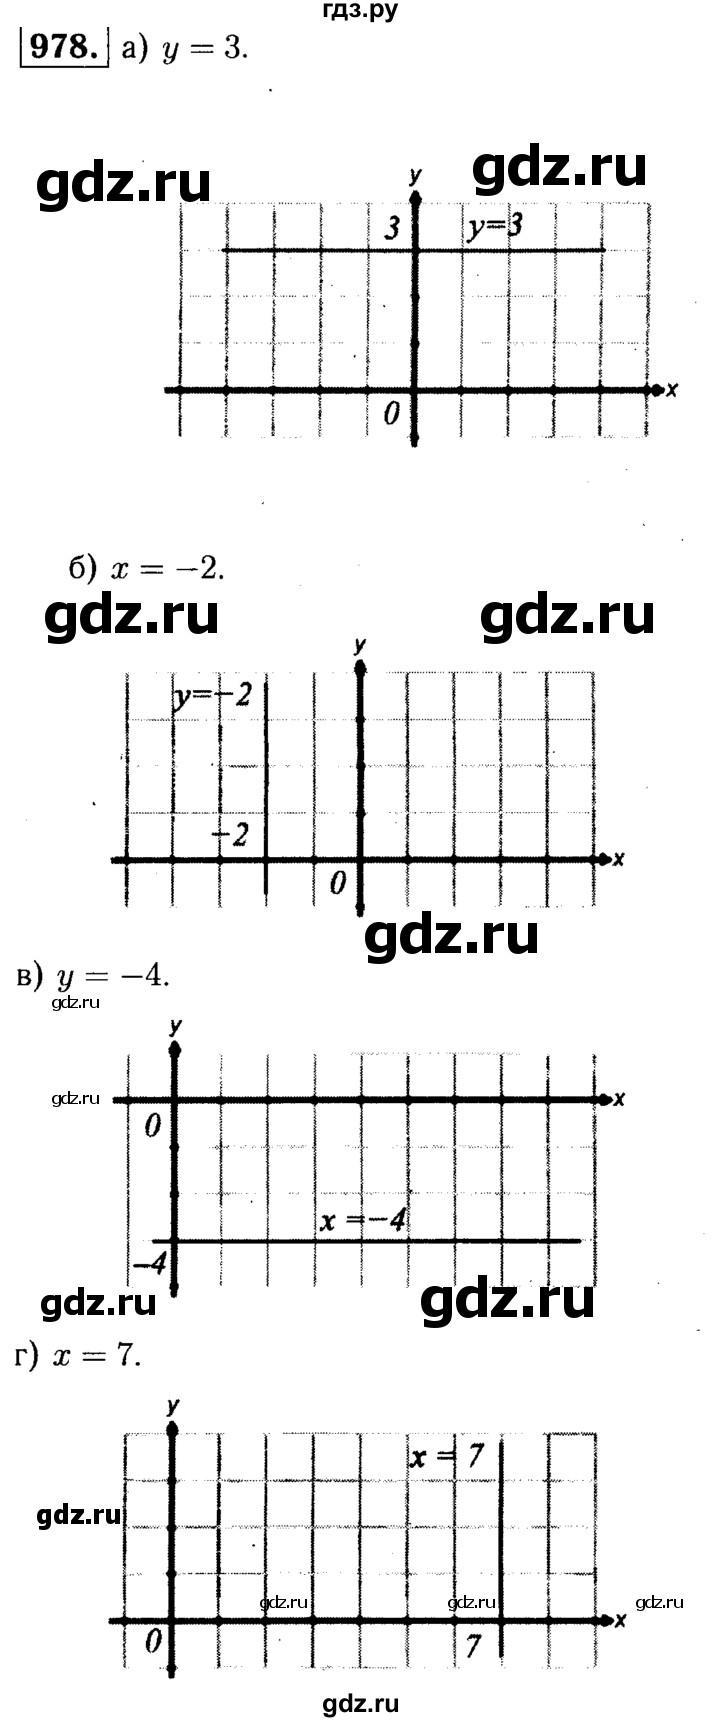 гдз.ру
978. а) y = 3.
gdz.ru
gdz.ru
y
3
y=3
x
0
б) x = −2.
gdz.ru
gdz.ru
y
y=−2
−2
x
0
gdz.ru
в) y = −4.
gdz.ru
y
gdz.ru
x
0
x =−4
−4
gdz.ru
gdz.ru
г) x = 7.
y
x = 7
gdz.ru
gdz.ru
gdz.ru
gdz.ru
x
0
7
gdz.ru